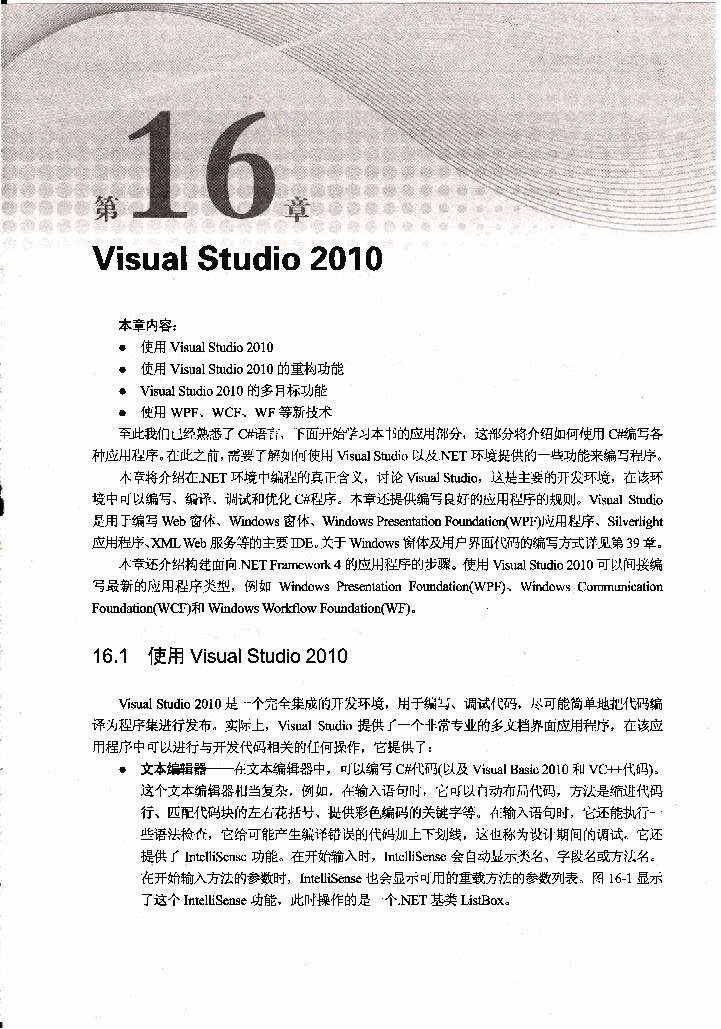 第16章
Visual Studio 2010
本章内容：
● 使用 Visual Studio 2010
● 使用 Visual Studio 2010 的重构功能
● Visual Studio 2010 的多目标功能
● 使用 WPF、WCF、WF 等新技术
至此我们已经熟悉了 C#语言，下面开始学习本书的应用部分，这部分将介绍如何使用 C#编写各
种应用程序。在此之前，需要了解如何使用 Visual Studio 以及.NET 环境提供的一些功能来编写程序。
本章将介绍在.NET 环境中编程的真正含义，讨论 Visual Studio，这是主要的开发环境，在该环
境中可以编写、编译、调试和优化 C#程序。本章还提供编写良好的应用程序的规则。Visual Studio
是用于编写 Web 窗体、Windows 窗体、Windows Presentation Foundation(WPF)应用程序、Silverlight
应用程序、XML Web 服务等的主要 IDE。关于 Windows 窗体及用户界面代码的编写方式详见第 39 章。
本章还介绍构建面向.NET Framework 4 的应用程序的步骤。使用 Visual Studio 2010 可以间接编
写最新的应用程序类型，例如 Windows Presentation Foundation(WPF)、Windows Communication
Foundation(WCF)和 Windows Workflow Foundation(WF)。
16.1 使用 Visual Studio 2010
Visual Studio 2010 是一个完全集成的开发环境，用于编写、调试代码，尽可能简单地把代码编
译为程序集进行发布。实际上，Visual Studio 提供了一个非常专业的多文档界面应用程序，在该应
用程序中可以进行与开发代码相关的任何操作，它提供了：
● 文本编辑器——在文本编辑器中，可以编写 C#代码(以及 Visual Basic 2010 和 VC++代码)。
这个文本编辑器相当复杂，例如，在输入语句时，它可以自动布局代码，方法是缩进代码
行、匹配代码块的左右花括号、提供彩色编码的关键字等。在输入语句时，它还能执行一
些语法检查，它给可能产生编译错误的代码加上下划线，这也称为设计期间的调试。它还
提供了 IntelliSense 功能。在开始输入时，IntelliSense 会自动显示类名、字段名或方法名。
在开始输入方法的参数时，IntelliSense 也会显示可用的重载方法的参数列表。图 16-1 显示
了这个 IntelliSense 功能，此时操作的是一个.NET 基类 ListBox。